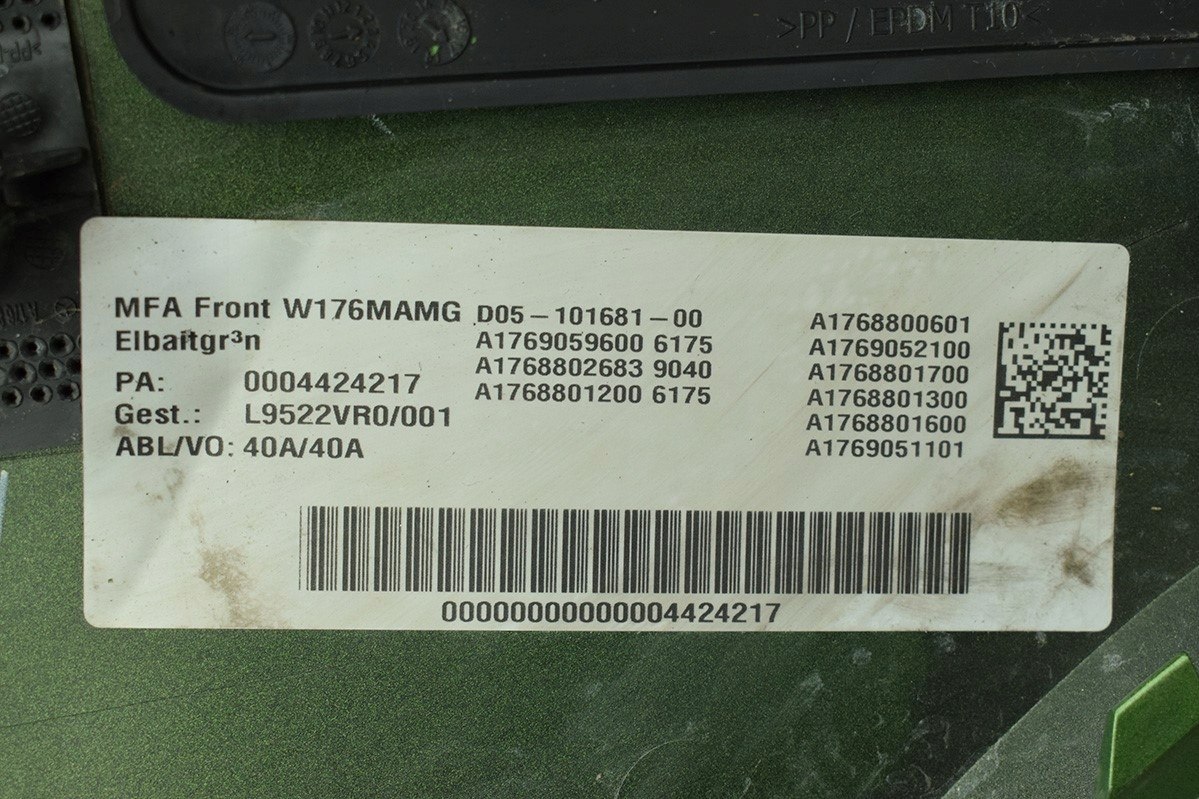 >PP / EPDM T10<
MFA Front W176MAMG
Elbaitgr³n
PA: 0004424217
Gest.: L9522VR0/001
ABL/VO: 40A/40A
D05-101681-00
A1769059600 6175
A1768802683 9040
A1768801200 6175
A1768800601
A1769052100
A1768801700
A1768801300
A1768801600
A1769051101
00000000000004424217